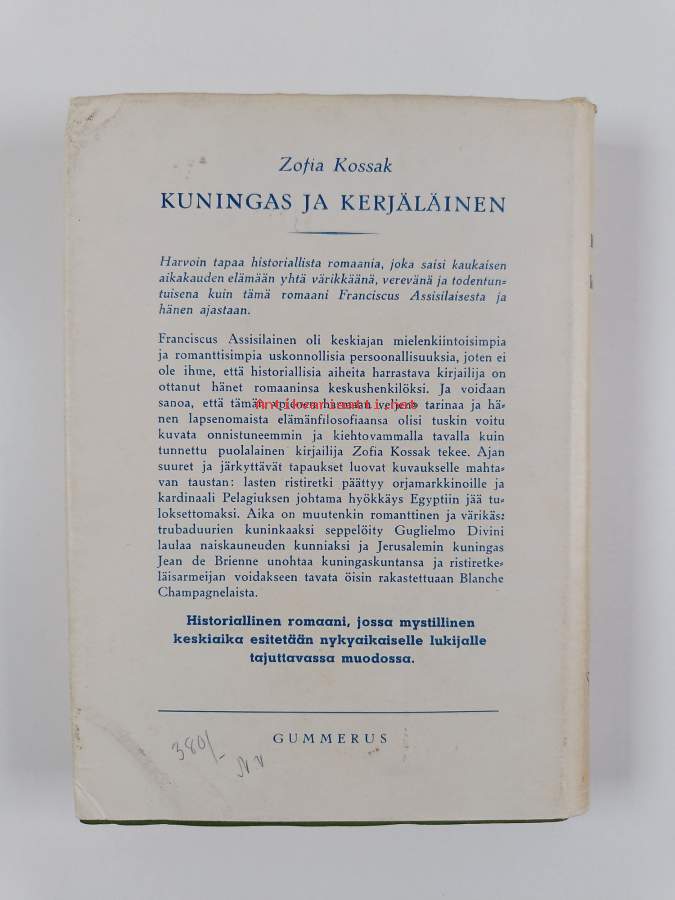 Zofia Kossak
KUNINGAS JA KERJÄLÄINEN
Harvoin tapaa historiallista romaania, joka saisi kaukaisen
aikakauden elämään yhtä värikkäänä, verevänä ja todentun-
tuisena kuin tämä romaani Franciscus Assisilaisesta ja
hänen ajastaan.
Franciscus Assisilainen oli keskiajan mielenkiintoisimpia
ja romanttisimpia uskonnollisia persoonallisuuksia, joten ei
ole ihme, että historiallisia aiheita harrastava kirjailija on
ottanut hänet romaaninsa keskushenkilöksi. Ja voidaan
sanoa, että tämän veljen tarinaa ja hä-
Antikvariaatti.net
nen lapsenomaista elämänfilosofiaansa olisi tuskin voitu
kuvata onnistuneemmin ja kiehtovammalla tavalla kuin
tunnettu puolalainen kirjailija Zofia Kossak tekee. Ajan
suuret ja järkyttävät tapaukset luovat kuvaukselle mahta-
van taustan: lasten ristiretki päättyy orjamarkkinoille ja
kardinaali Pelagiuksen johtama hyökkäys Egyptiin jää tu-
loksettomaksi. Aika on muutenkin romanttinen ja värikäs:
trubaduurien kuninkaaksi seppelöity Guglielmo Divini
laulaa naiskauneuden kunniaksi ja Jerusalemin kuningas
Jean de Brienne unohtaa kuningaskuntansa ja ristiretke-
läisarmeijan voidakseen tavata öisin rakastettuaan Blanche
Champagnelaista.
Historiallinen romaani, jossa mystillinen
keskiaika esitetään nykyaikaiselle lukijalle
tajuttavassa muodossa.
GUMMERUS
380/-